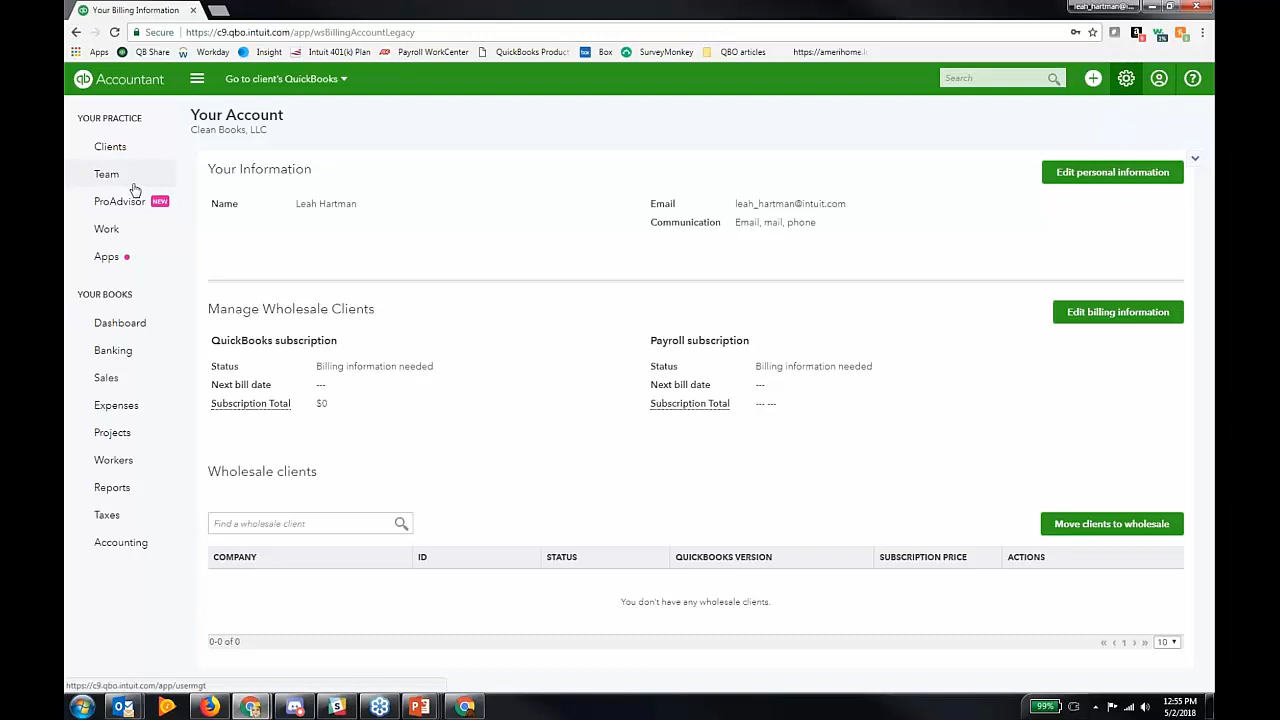 Your Billing Information
leah_hartman@i...
Secure
https://c9.qbo.intuit.com/app/wsBillingAccountLegacy
Apps QB Share Workday Insight Intuit 401(k) Plan Payroll WorkCenter QuickBooks Product Box SurveyMonkey QBO articles https://amerihome.i
qb Accountant
Go to client's QuickBooks
Search
YOUR PRACTICE
Clients
Team
ProAdvisor NEW
Work
Apps
YOUR BOOKS
Dashboard
Banking
Sales
Expenses
Projects
Workers
Reports
Taxes
Accounting
Your Account
Clean Books, LLC
Your Information
Edit personal information
Name Leah Hartman
Email leah_hartman@intuit.com
Communication Email, mail, phone
Manage Wholesale Clients
Edit billing information
QuickBooks subscription
Status Billing information needed
Next bill date ---
Subscription Total $0
Payroll subscription
Status Billing information needed
Next bill date ---
Subscription Total --- ---
Wholesale clients
Find a wholesale client
Move clients to wholesale
COMPANY ID STATUS QUICKBOOKS VERSION SUBSCRIPTION PRICE ACTIONS
You don't have any wholesale clients.
0-0 of 0
1
10
https://c9.qbo.intuit.com/app/usermgt
99%
12:55 PM
5/2/2018